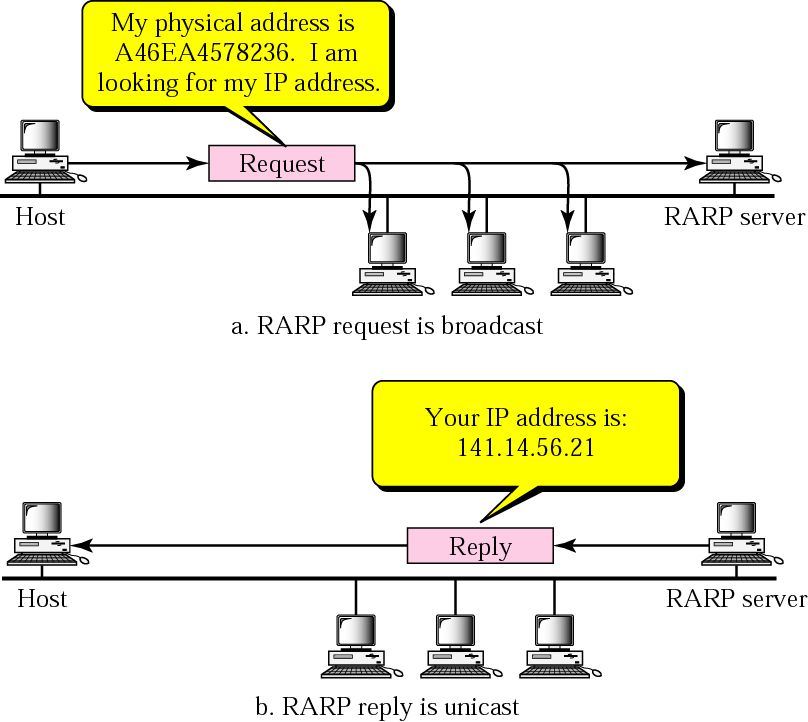 My physical address is
A46EA4578236. I am
looking for my IP address.
Request
Host
RARP server
a. RARP request is broadcast
Your IP address is:
141.14.56.21
Reply
Host
RARP server
b. RARP reply is unicast